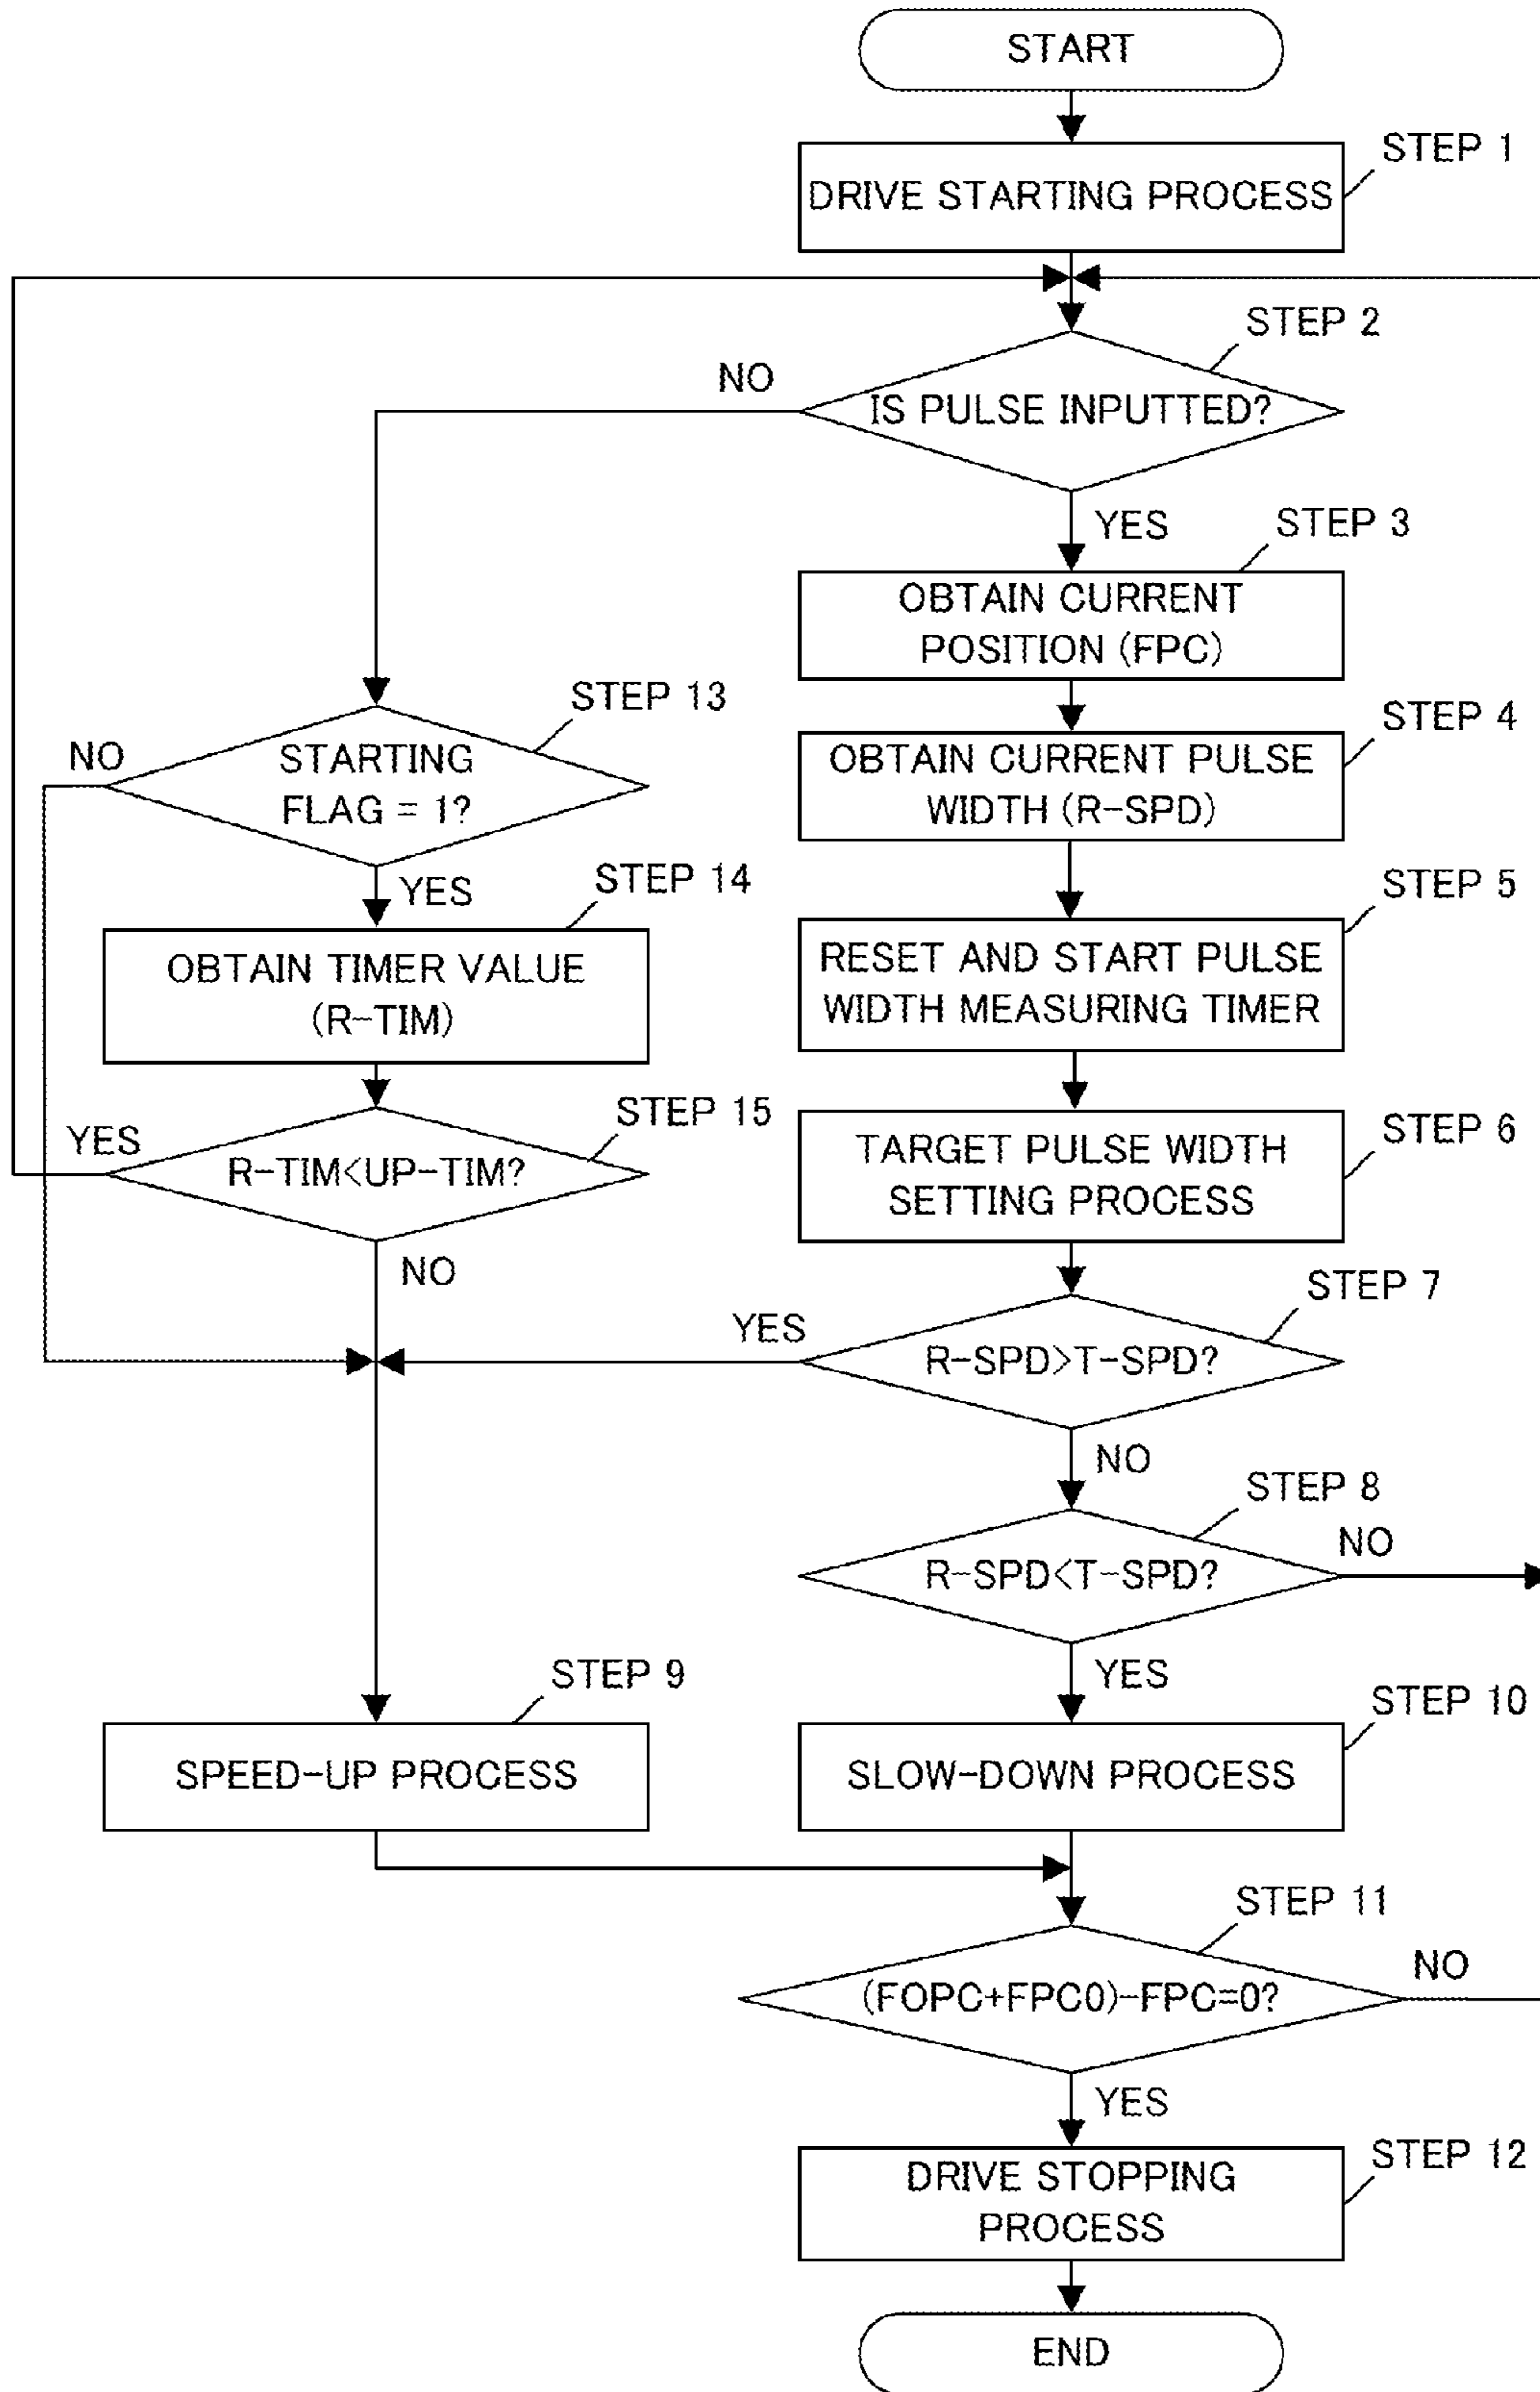 START
STEP 1
DRIVE STARTING PROCESS
STEP 2
NO
IS PULSE INPUTTED?
YES
STEP 3
OBTAIN CURRENT
POSITION (FPC)
STEP 4
OBTAIN CURRENT PULSE
WIDTH (R-SPD)
STEP 5
RESET AND START PULSE
WIDTH MEASURING TIMER
STEP 6
TARGET PULSE WIDTH
SETTING PROCESS
STEP 7
YES
R-SPD>T-SPD?
NO
STEP 8
R-SPD<T-SPD?
NO
YES
STEP 10
SLOW-DOWN PROCESS
STEP 13
NO
STARTING
FLAG = 1?
YES
STEP 14
OBTAIN TIMER VALUE
(R-TIM)
STEP 15
YES
R-TIM<UP-TIM?
NO
STEP 9
SPEED-UP PROCESS
STEP 11
(FOPC+FPC0)-FPC=0?
NO
YES
STEP 12
DRIVE STOPPING
PROCESS
END